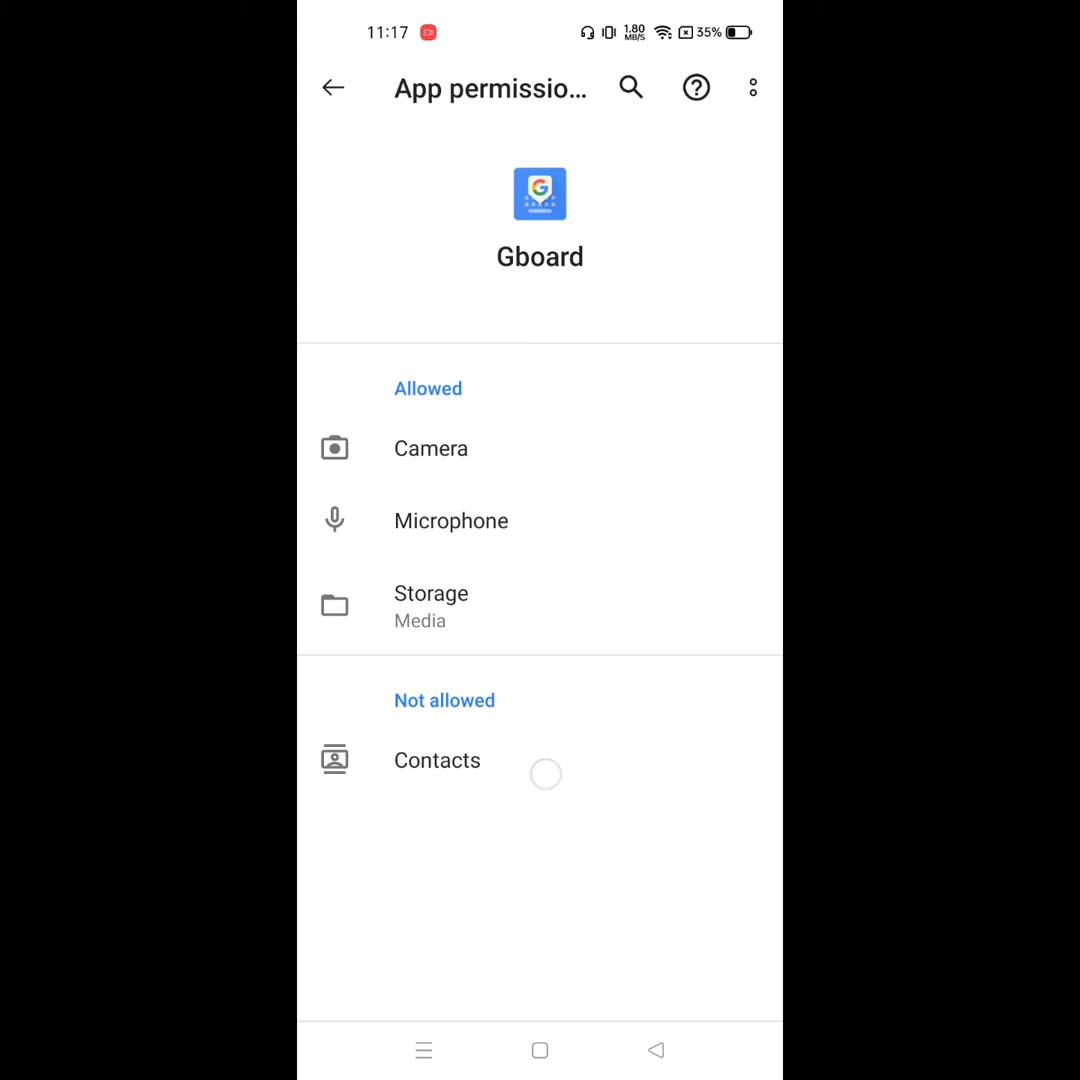 11:17 1.80 MB/S 35%
App permissio...
Gboard
Allowed
Camera
Microphone
Storage
Media
Not allowed
Contacts